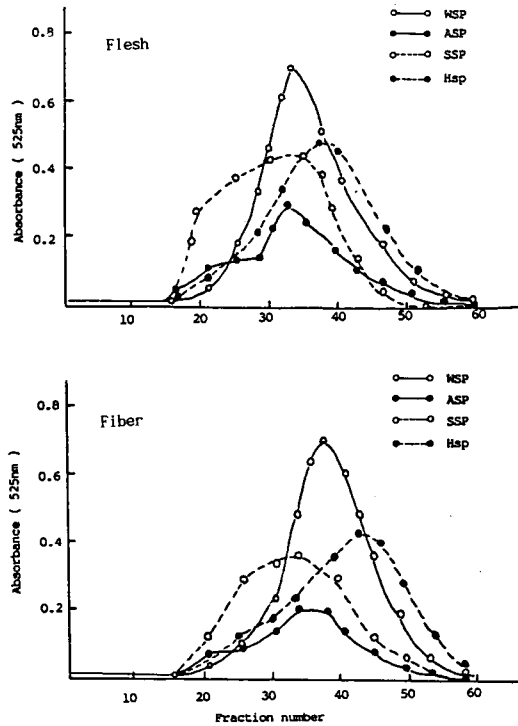 Flesh
WSP
ASP
SSP
Hsp
Absorbance ( 525nm )
0.8
0.6
0.4
0.2
10 20 30 40 50 60
Fiber
WSP
ASP
SSP
Hsp
Absorbance ( 525nm )
0.8
0.6
0.4
0.2
10 20 30 40 50 60
Fraction number